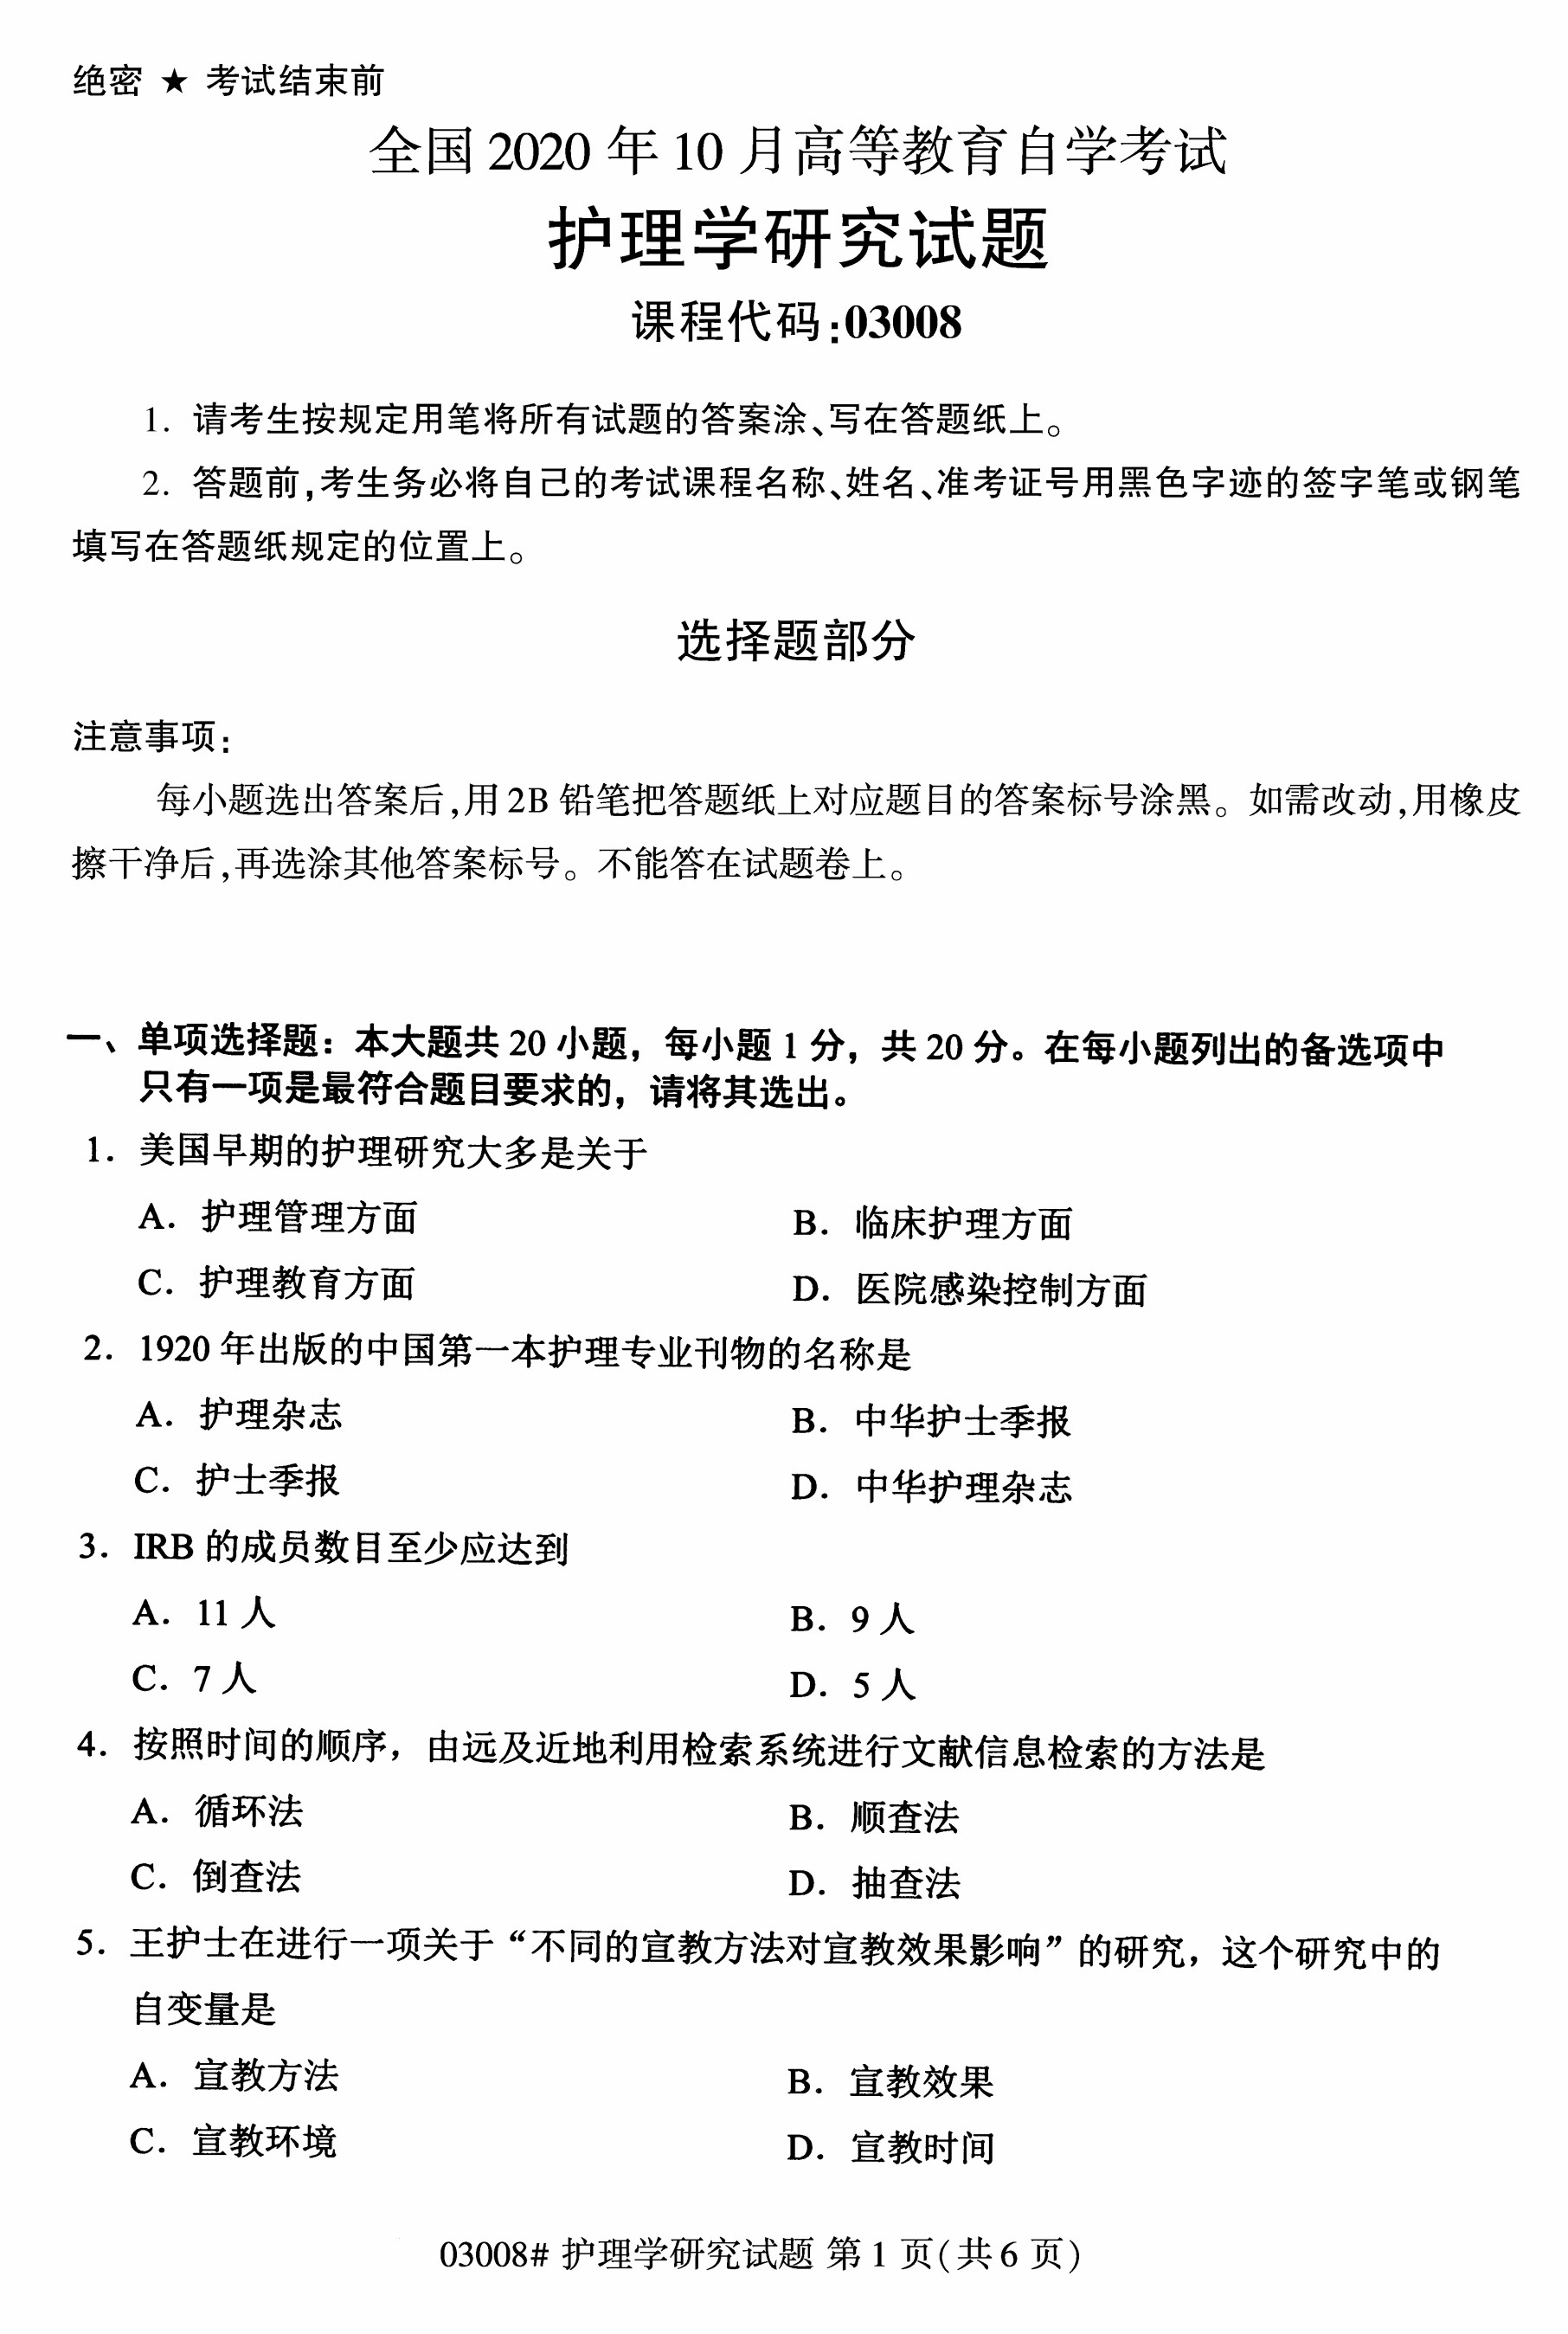 绝密 ★ 考试结束前
全国 2020 年 10 月高等教育自学考试
护理学研究试题
课程代码:03008
1. 请考生按规定用笔将所有试题的答案涂、写在答题纸上。
2. 答题前,考生务必将自己的考试课程名称、姓名、准考证号用黑色字迹的签字笔或钢笔
填写在答题纸规定的位置上。
选择题部分
注意事项:
每小题选出答案后,用 2B 铅笔把答题纸上对应题目的答案标号涂黑。如需改动,用橡皮
擦干净后,再选涂其他答案标号。不能答在试题卷上。
一、单项选择题：本大题共 20 小题，每小题 1 分，共 20 分。在每小题列出的备选项中
只有一项是最符合题目要求的，请将其选出。
1. 美国早期的护理研究大多是关于
A. 护理管理方面 B. 临床护理方面
C. 护理教育方面 D. 医院感染控制方面
2. 1920 年出版的中国第一本护理专业刊物的名称是
A. 护理杂志 B. 中华护士季报
C. 护士季报 D. 中华护理杂志
3. IRB 的成员数目至少应达到
A. 11 人 B. 9 人
C. 7 人 D. 5 人
4. 按照时间的顺序，由远及近地利用检索系统进行文献信息检索的方法是
A. 循环法 B. 顺查法
C. 倒查法 D. 抽查法
5. 王护士在进行一项关于“不同的宣教方法对宣教效果影响”的研究，这个研究中的
自变量是
A. 宣教方法 B. 宣教效果
C. 宣教环境 D. 宣教时间
03008# 护理学研究试题 第 1 页(共 6 页)